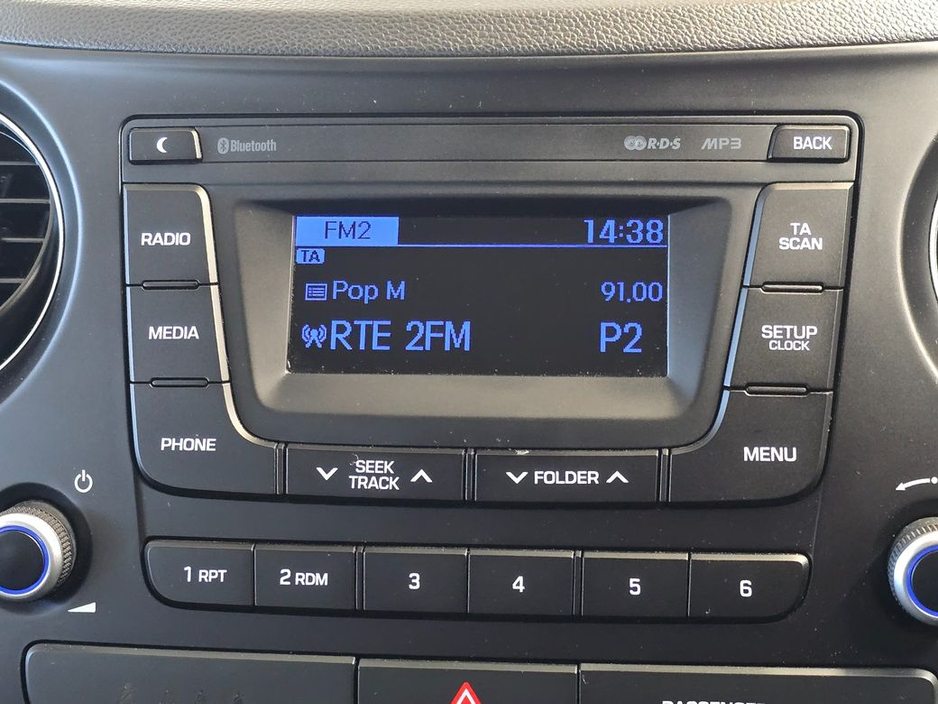 Bluetooth R·D·S MP3 BACK
RADIO
MEDIA
PHONE
FM2 14:38
TA
Pop M 91.00
RTE 2FM P2
TA
SCAN
SETUP
CLOCK
MENU
SEEK
TRACK
FOLDER
1 RPT 2 RDM 3 4 5 6